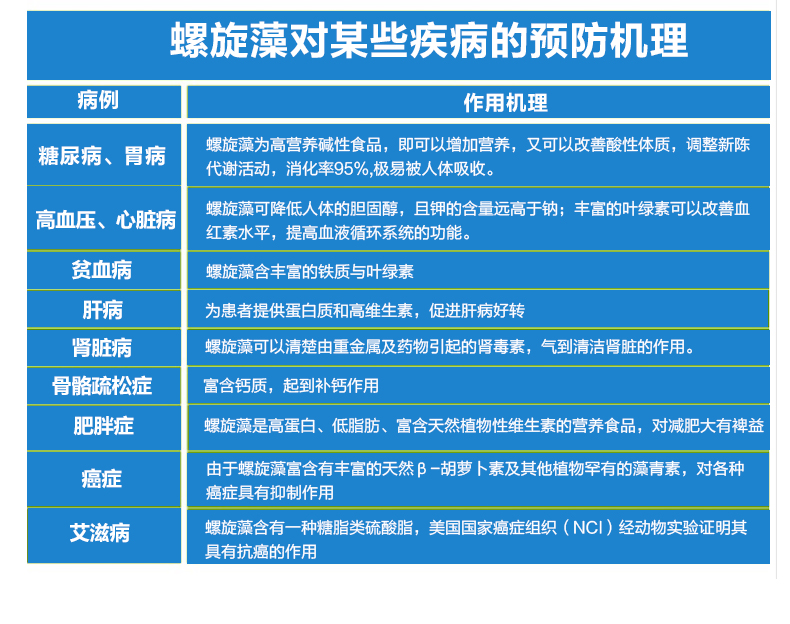 螺旋藻对某些疾病的预防机理
病例
作用机理
糖尿病、胃病
螺旋藻为高营养碱性食品，即可以增加营养，又可以改善酸性体质，调整新陈
代谢活动，消化率95%,极易被人体吸收。
高血压、心脏病
螺旋藻可降低人体的胆固醇，且钾的含量远高于钠；丰富的叶绿素可以改善血
红素水平，提高血液循环系统的功能。
贫血病
螺旋藻含丰富的铁质与叶绿素
肝病
为患者提供蛋白质和高维生素，促进肝病好转
肾脏病
螺旋藻可以清楚由重金属及药物引起的肾毒素，气到清洁肾脏的作用。
骨骼疏松症
富含钙质，起到补钙作用
肥胖症
螺旋藻是高蛋白、低脂肪、富含天然植物性维生素的营养食品，对减肥大有裨益
癌症
由于螺旋藻富含有丰富的天然β-胡萝卜素及其他植物罕有的藻青素，对各种
癌症具有抑制作用
艾滋病
螺旋藻含有一种糖脂类硫酸脂，美国国家癌症组织（NCI）经动物实验证明其
具有抗癌的作用